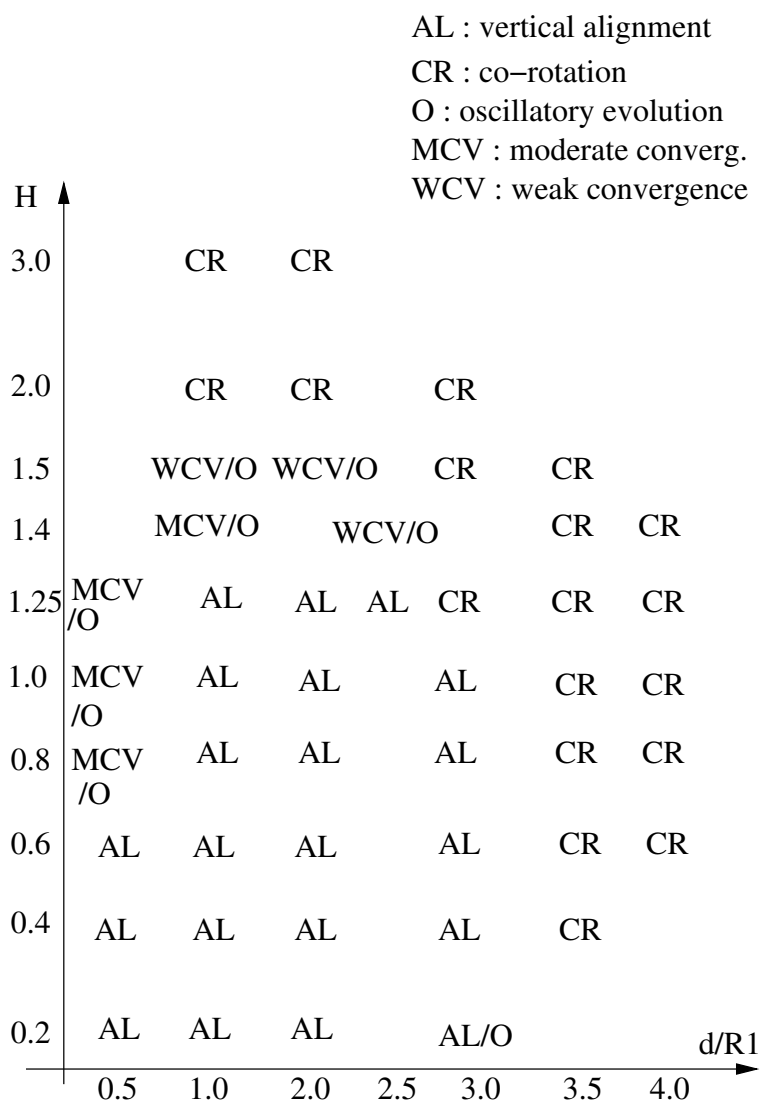 AL : vertical alignment
CR : co−rotation
O : oscillatory evolution
MCV : moderate converg.
WCV : weak convergence
H
3.0 CR CR
2.0 CR CR CR
1.5 WCV/O WCV/O CR CR
1.4 MCV/O WCV/O CR CR
1.25 MCV AL AL AL CR CR CR
/O
1.0 MCV AL AL AL CR CR
/O
0.8 MCV AL AL AL CR CR
/O
0.6 AL AL AL AL CR CR
0.4 AL AL AL AL CR
0.2 AL AL AL AL/O
d/R1
0.5 1.0 2.0 2.5 3.0 3.5 4.0